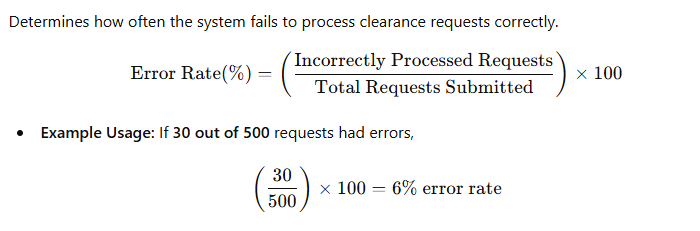 Determines how often the system fails to process clearance requests correctly.
Error Rate(%) = (Incorrectly Processed Requests / Total Requests Submitted) × 100
• Example Usage: If 30 out of 500 requests had errors,
(30 / 500) × 100 = 6% error rate